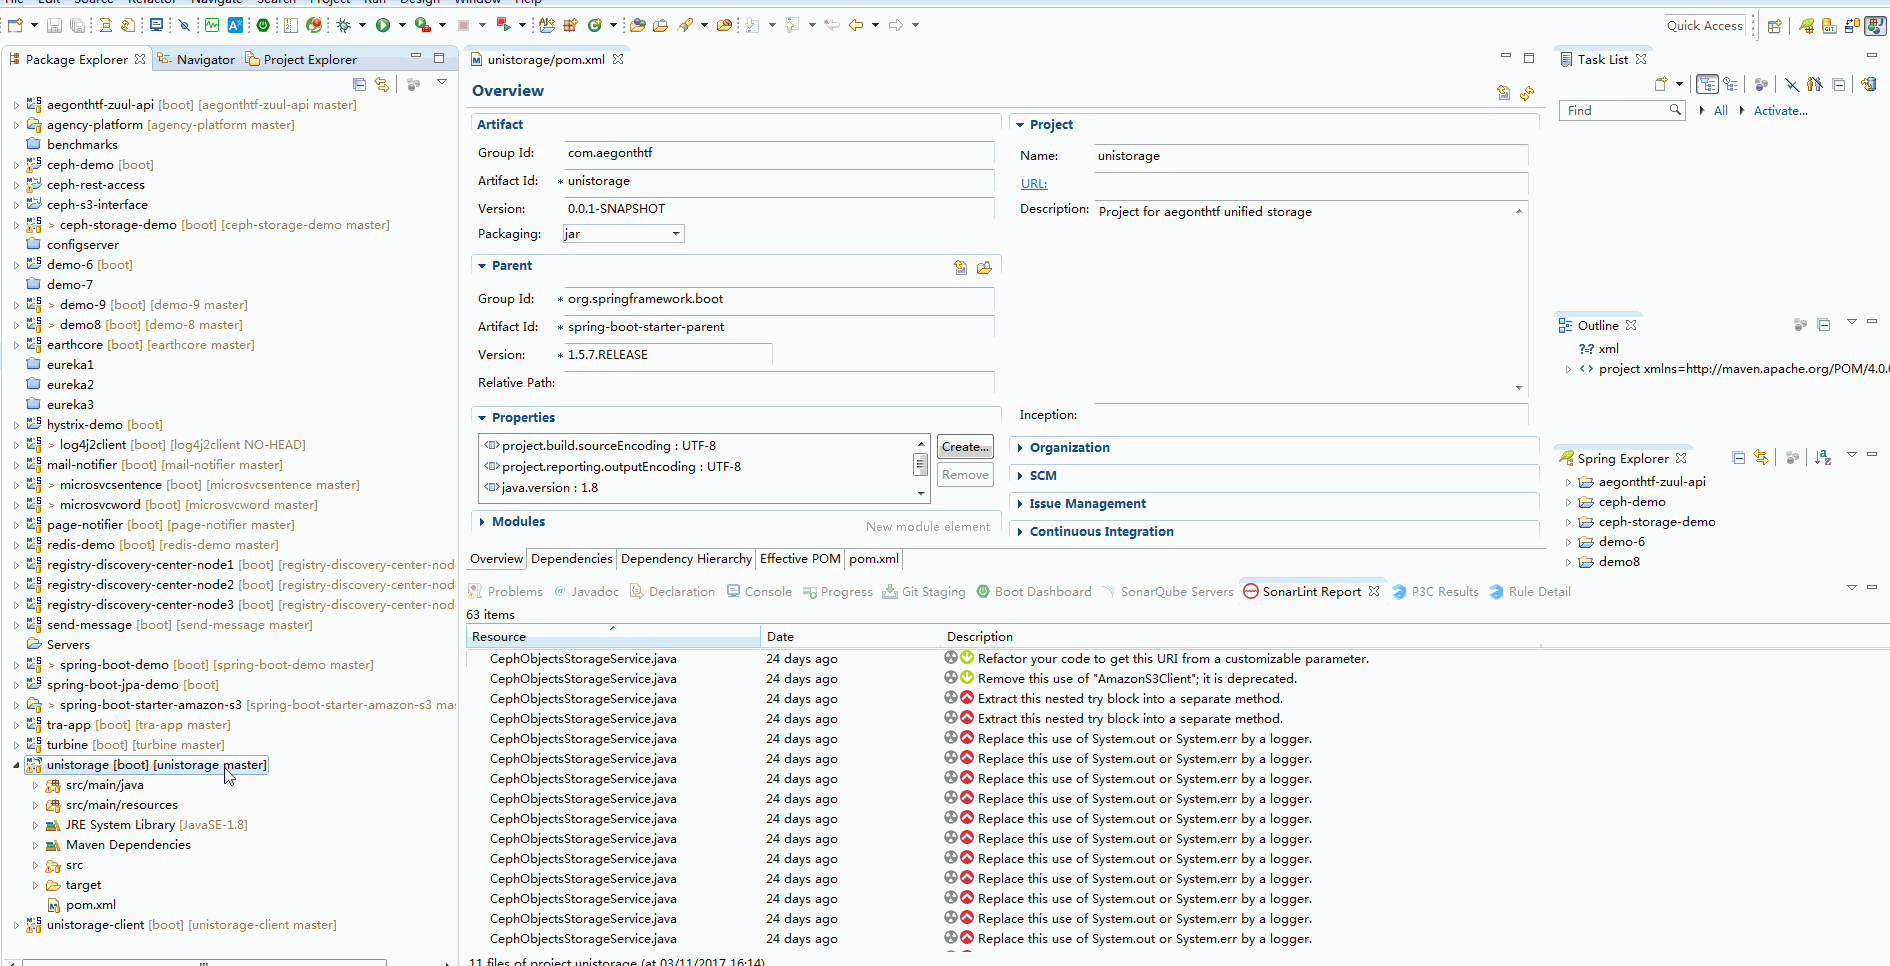 File Edit Source Refactor Navigate Search Project Run Design Window Help
Quick Access
Package Explorer
Navigator
Project Explorer
aegonthtf-zuul-api [boot] [aegonthtf-zuul-api master]
agency-platform [agency-platform master]
benchmarks
ceph-demo [boot]
ceph-rest-access
ceph-s3-interface
> ceph-storage-demo [boot] [ceph-storage-demo master]
configserver
demo-6 [boot]
demo-7
> demo-9 [boot] [demo-9 master]
> demo8 [boot] [demo-8 master]
earthcore [boot] [earthcore master]
eureka1
eureka2
eureka3
hystrix-demo [boot]
> log4j2client [boot] [log4j2client NO-HEAD]
mail-notifier [boot] [mail-notifier master]
> microsvcsentence [boot] [microsvcsentence master]
> microsvcword [boot] [microsvcword master]
page-notifier [boot] [page-notifier master]
redis-demo [boot] [redis-demo master]
registry-discovery-center-node1 [boot] [registry-discovery-center-nod
registry-discovery-center-node2 [boot] [registry-discovery-center-nod
registry-discovery-center-node3 [boot] [registry-discovery-center-nod
send-message [boot] [send-message master]
Servers
> spring-boot-demo [boot] [spring-boot-demo master]
spring-boot-jpa-demo [boot]
> spring-boot-starter-amazon-s3 [spring-boot-starter-amazon-s3 mas
tra-app [boot] [tra-app master]
turbine [boot] [turbine master]
unistorage [boot] [unistorage master]
src/main/java
src/main/resources
JRE System Library [JavaSE-1.8]
Maven Dependencies
src
target
pom.xml
unistorage-client [boot] [unistorage-client master]
unistorage/pom.xml
Overview
Artifact
Group Id: com.aegonthtf
Artifact Id: * unistorage
Version: 0.0.1-SNAPSHOT
Packaging: jar
Parent
Group Id: * org.springframework.boot
Artifact Id: * spring-boot-starter-parent
Version: * 1.5.7.RELEASE
Relative Path:
Properties
project.build.sourceEncoding : UTF-8
project.reporting.outputEncoding : UTF-8
java.version : 1.8
Create...
Remove
Modules
New module element
Project
Name: unistorage
URL:
Description: Project for aegonthtf unified storage
Inception:
Organization
SCM
Issue Management
Continuous Integration
Overview Dependencies Dependency Hierarchy Effective POM pom.xml
Problems @ Javadoc Declaration Console Progress Git Staging Boot Dashboard SonarQube Servers SonarLint Report P3C Results Rule Detail
63 items
Resource Date Description
CephObjectsStorageService.java 24 days ago Refactor your code to get this URI from a customizable parameter.
CephObjectsStorageService.java 24 days ago Remove this use of "AmazonS3Client"; it is deprecated.
CephObjectsStorageService.java 24 days ago Extract this nested try block into a separate method.
CephObjectsStorageService.java 24 days ago Extract this nested try block into a separate method.
CephObjectsStorageService.java 24 days ago Replace this use of System.out or System.err by a logger.
CephObjectsStorageService.java 24 days ago Replace this use of System.out or System.err by a logger.
CephObjectsStorageService.java 24 days ago Replace this use of System.out or System.err by a logger.
CephObjectsStorageService.java 24 days ago Replace this use of System.out or System.err by a logger.
CephObjectsStorageService.java 24 days ago Replace this use of System.out or System.err by a logger.
CephObjectsStorageService.java 24 days ago Replace this use of System.out or System.err by a logger.
CephObjectsStorageService.java 24 days ago Replace this use of System.out or System.err by a logger.
CephObjectsStorageService.java 24 days ago Replace this use of System.out or System.err by a logger.
CephObjectsStorageService.java 24 days ago Replace this use of System.out or System.err by a logger.
CephObjectsStorageService.java 24 days ago Replace this use of System.out or System.err by a logger.
CephObjectsStorageService.java 24 days ago Replace this use of System.out or System.err by a logger.
11 files of project unistorage (at 03/11/2017 16:14)
Task List
Find
All
Activate...
Outline
?-? xml
<> project xmlns=http://maven.apache.org/POM/4.0.0
Spring Explorer
aegonthtf-zuul-api
ceph-demo
ceph-storage-demo
demo-6
demo8